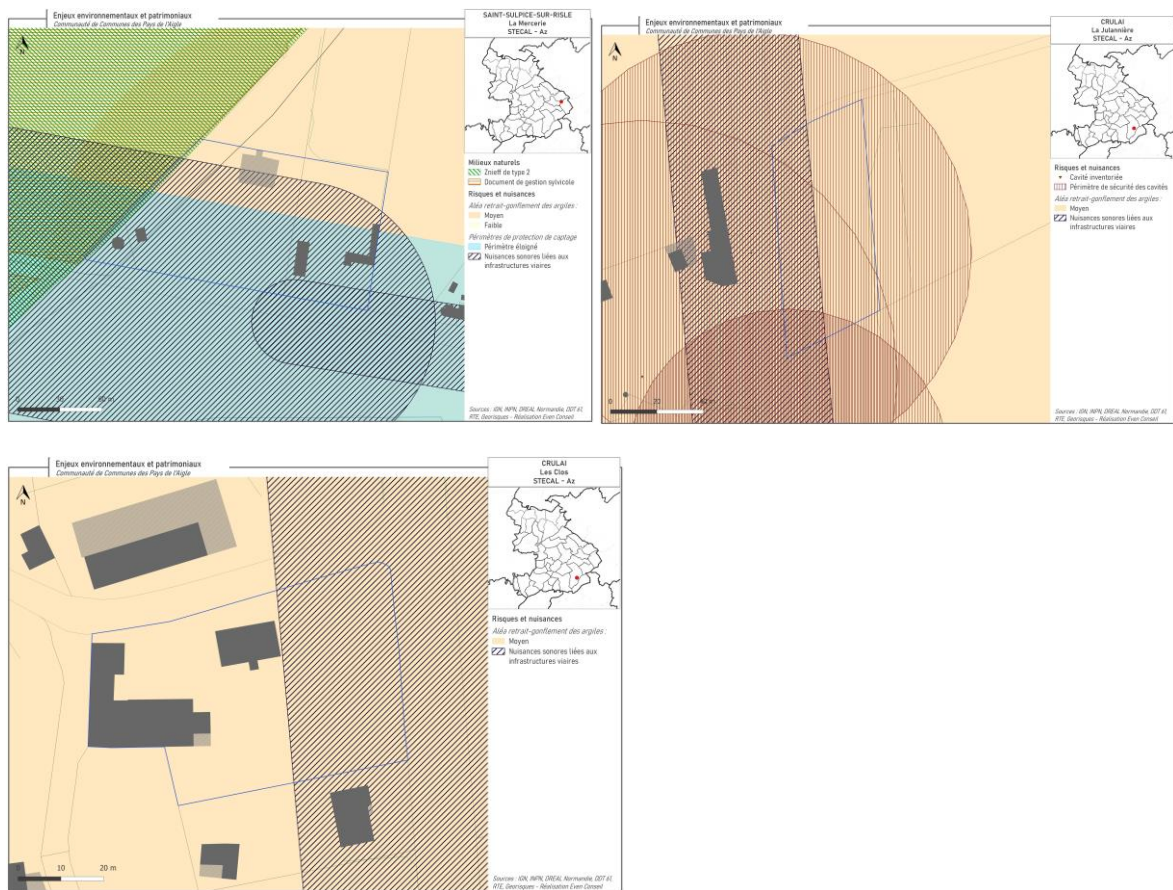 Enjeux environnementaux et patrimoniaux
Communauté de Communes des Pays de l'Aigle
SAINT-SULPICE-SUR-RISLE
La Mercerie
STECAL - Az
N
Milieux naturels
Znieff de type 2
Document de gestion sylvicole
Risques et nuisances
Aléa retrait-gonflement des argiles :
Moyen
Faible
Périmètres de protection de captage
Périmètre éloigné
Nuisances sonores liées aux
infrastructures viaires
0 30 60 m
Sources : IGN, INPN, DREAL Normandie, DDT 61,
RTE, Georisques - Réalisation Even Conseil
Enjeux environnementaux et patrimoniaux
Communauté de Communes des Pays de l'Aigle
CRULAI
La Julannière
STECAL - Az
N
Risques et nuisances
Cavité inventoriée
Périmètre de sécurité des cavités
Aléa retrait-gonflement des argiles :
Moyen
Nuisances sonores liées aux
infrastructures viaires
0 20 40 m
Sources : IGN, INPN, DREAL Normandie, DDT 61,
RTE, Georisques - Réalisation Even Conseil
Enjeux environnementaux et patrimoniaux
Communauté de Communes des Pays de l'Aigle
CRULAI
Les Clos
STECAL - Az
N
Risques et nuisances
Aléa retrait-gonflement des argiles :
Moyen
Nuisances sonores liées aux
infrastructures viaires
0 10 20 m
Sources : IGN, INPN, DREAL Normandie, DDT 61,
RTE, Georisques - Réalisation Even Conseil